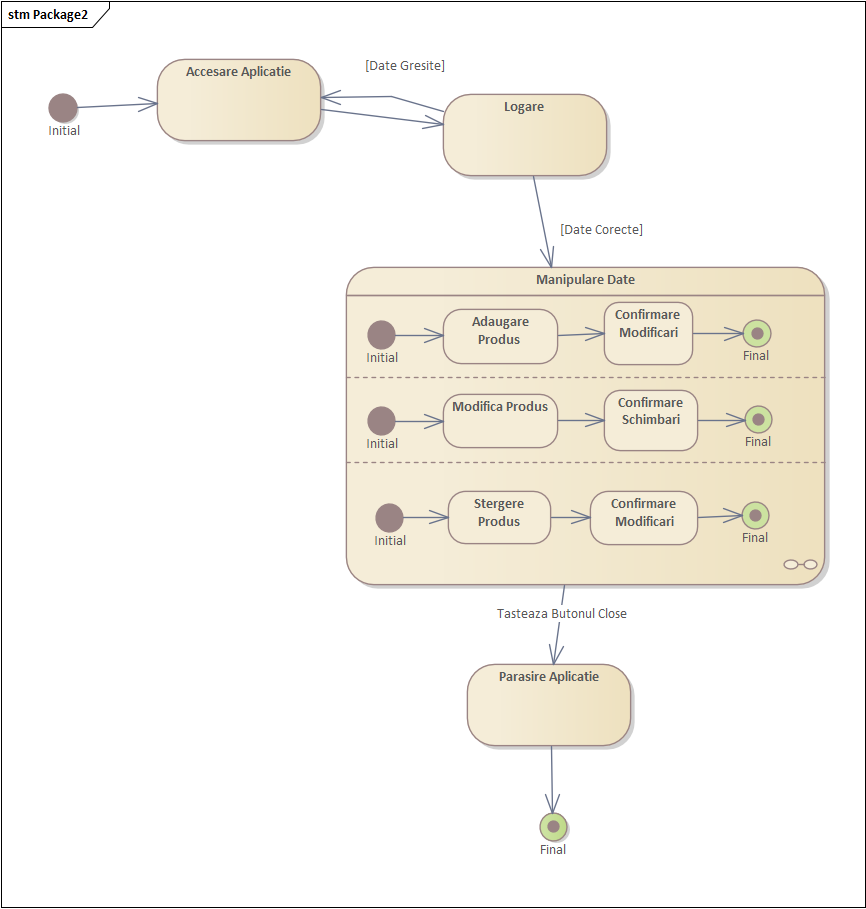 stm Package2
Accesare Aplicatie
[Date Gresite]
Initial
Logare
[Date Corecte]
Manipulare Date
Initial
Adaugare
Produs
Confirmare
Modificari
Final
Initial
Modifica Produs
Confirmare
Schimbari
Final
Initial
Stergere
Produs
Confirmare
Modificari
Final
Tasteaza Butonul Close
Parasire Aplicatie
Final